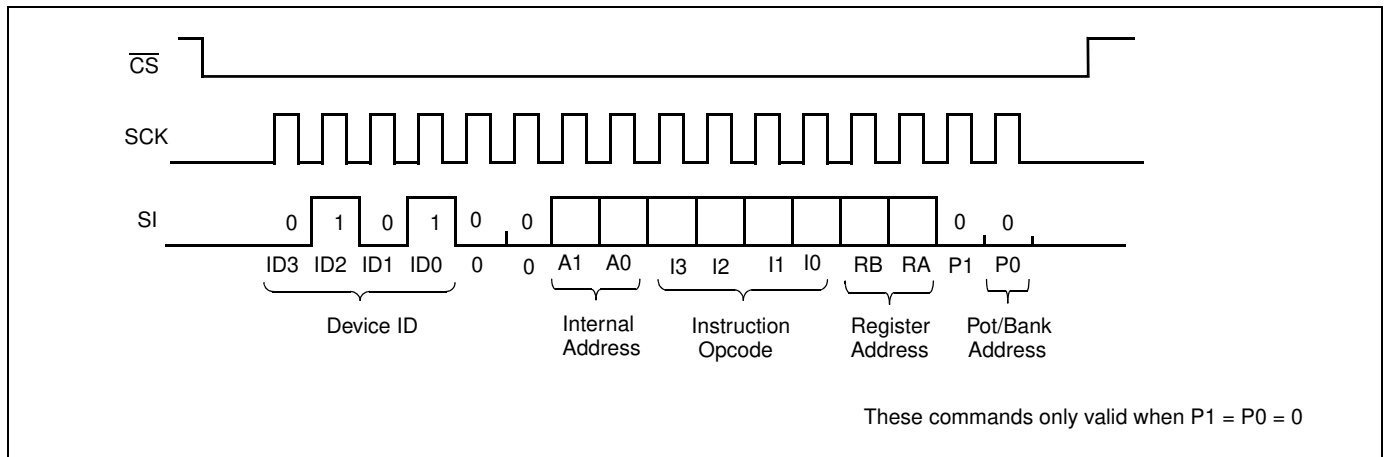 CS
SCK
SI
0 1 0 1 0 0 0 0
ID3 ID2 ID1 ID0 0 0 A1 A0 I3 I2 I1 I0 RB RA P1 P0
Device ID
Internal
Address
Instruction
Opcode
Register
Address
Pot/Bank
Address
These commands only valid when P1 = P0 = 0